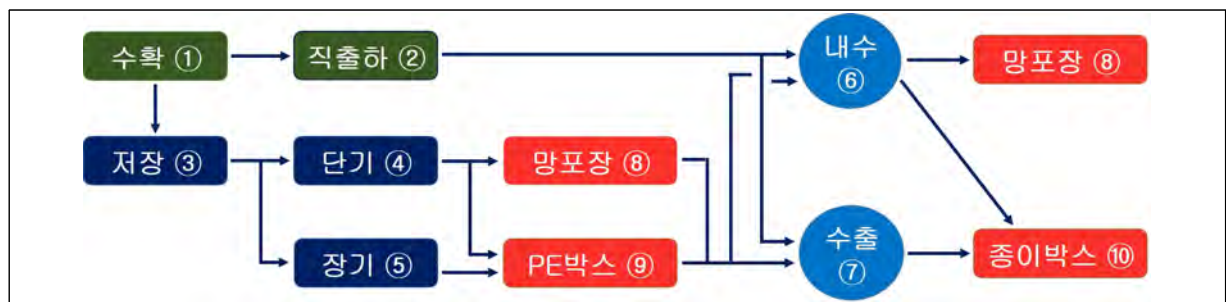 수확 ①
직출하 ②
내수
⑥
망포장 ⑧
저장 ③
단기 ④
망포장 ⑧
장기 ⑤
PE박스 ⑨
수출
⑦
종이박스 ⑩